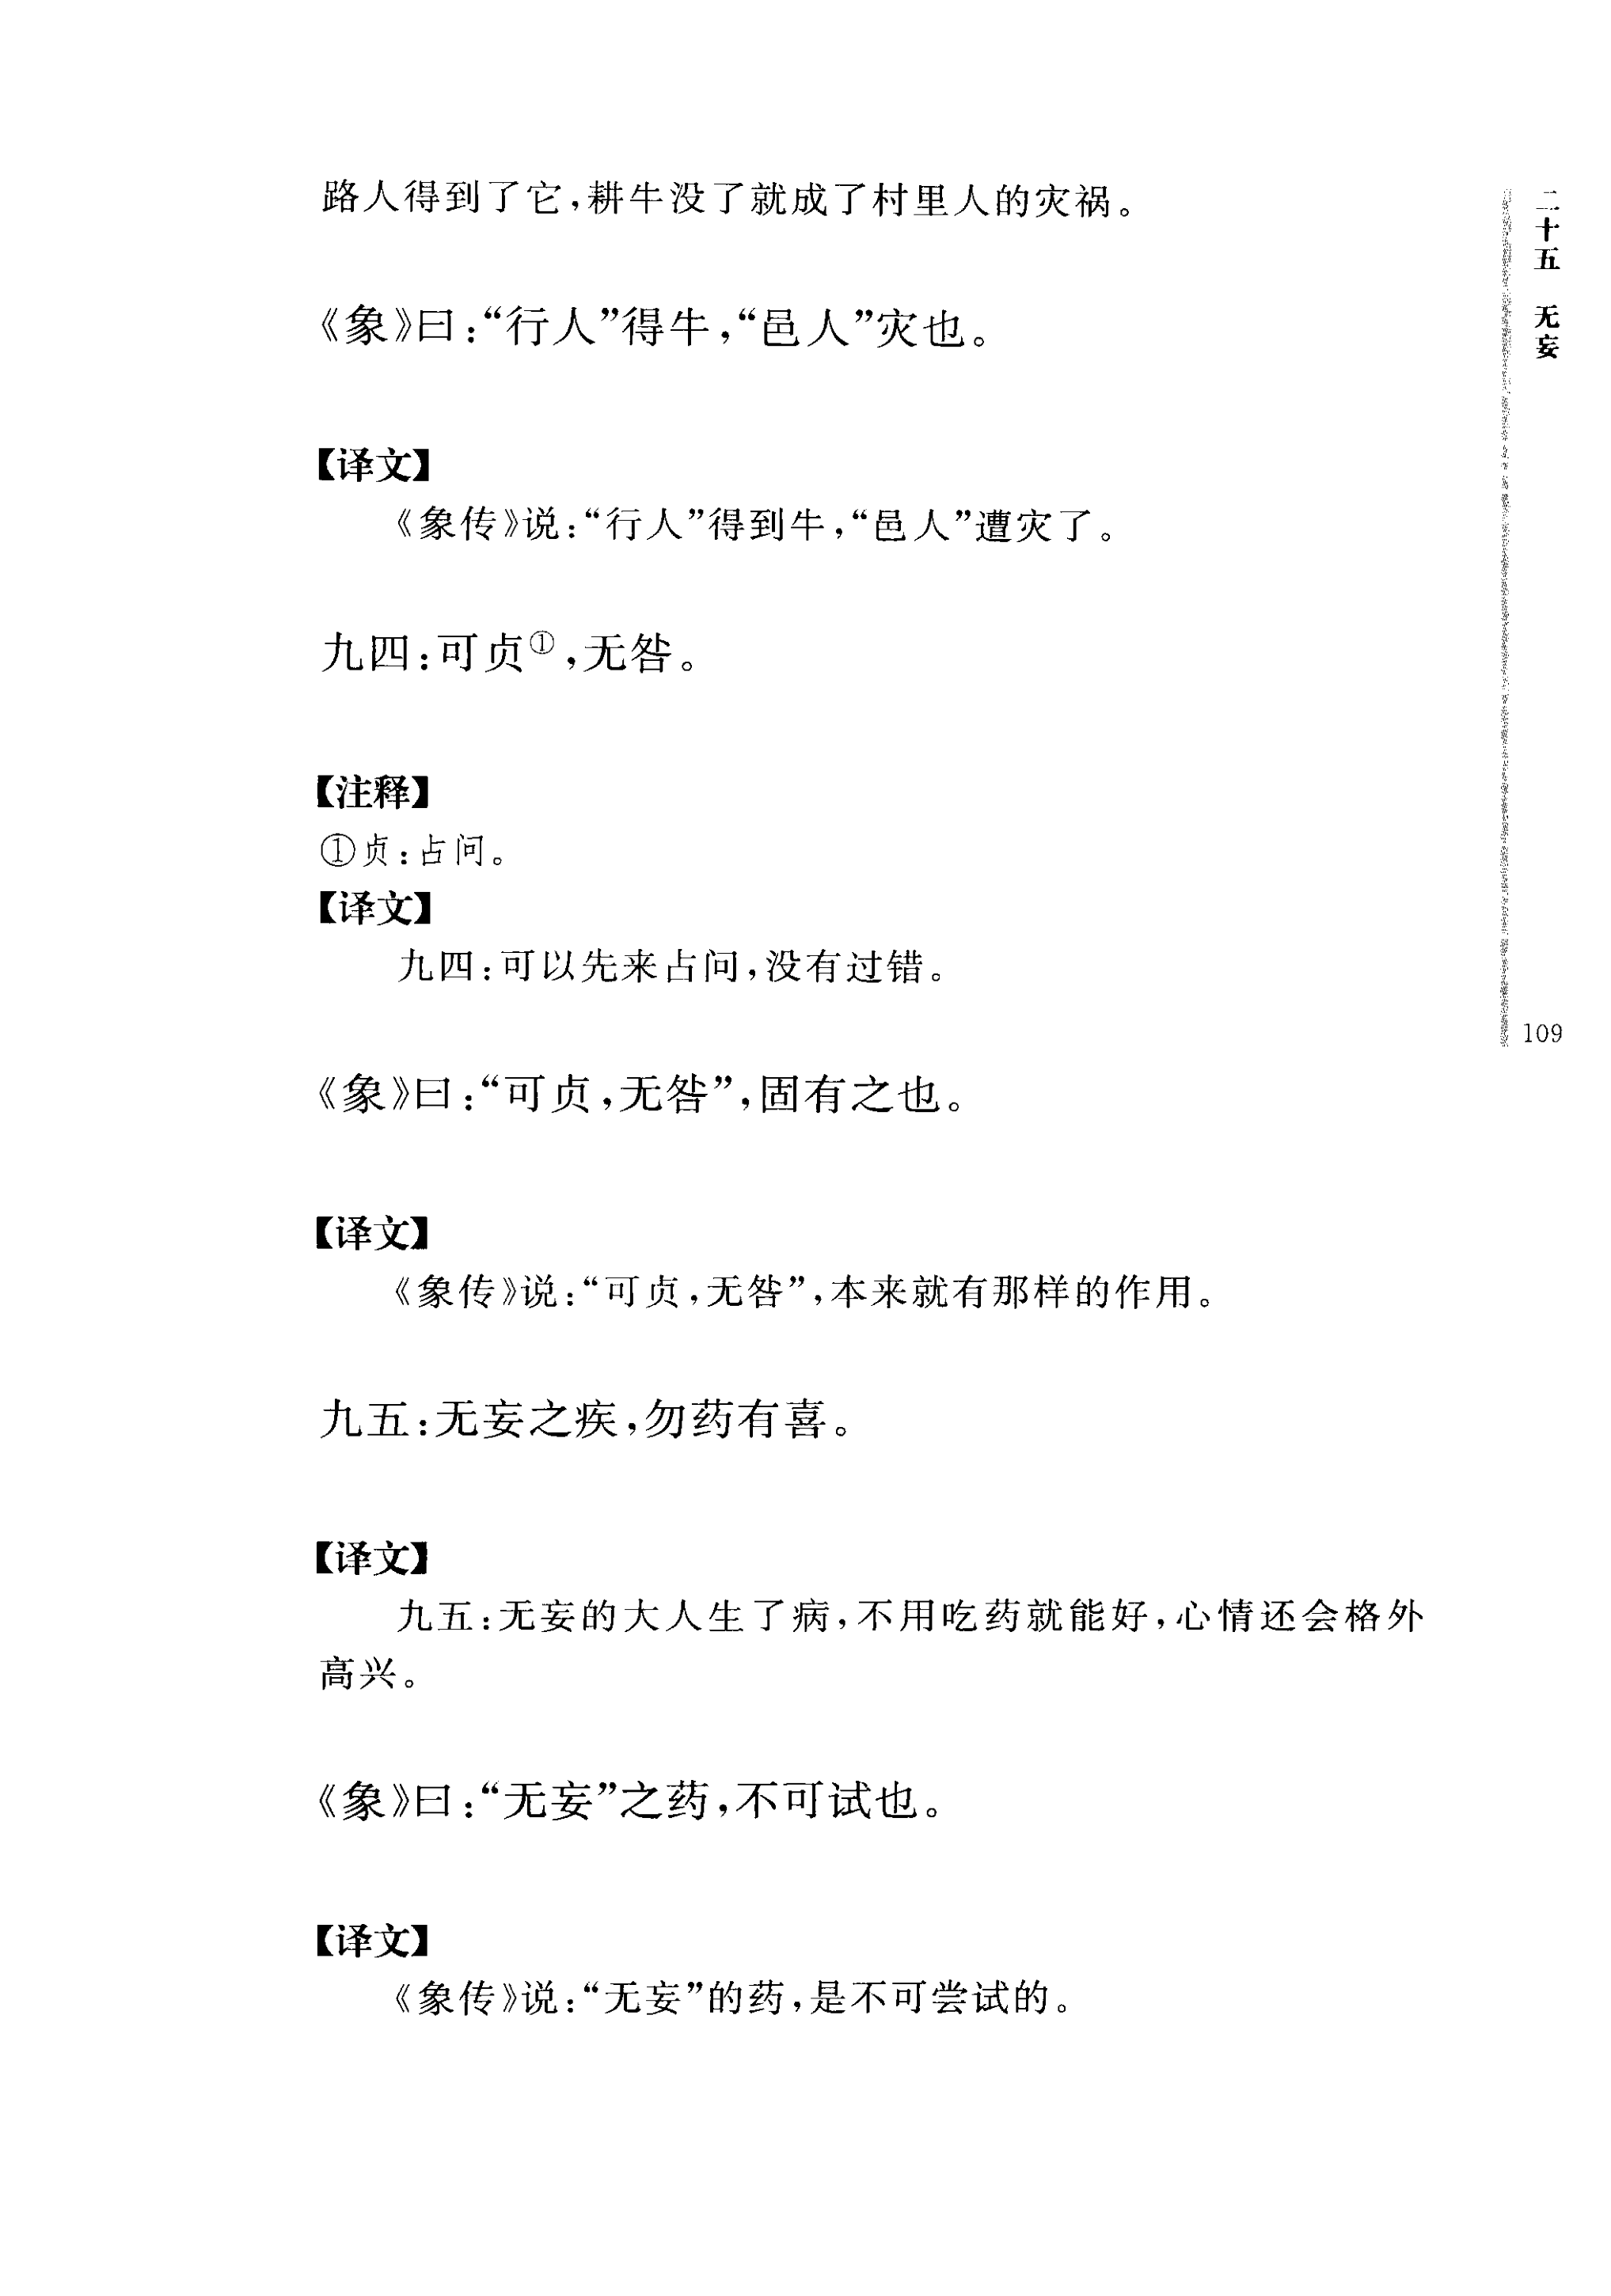 路人得到了它,耕牛没了就成了村里人的灾祸。
《象》曰:“行人”得牛,“邑人”灾也。
【译文】
《象传》说:“行人”得到牛,“邑人”遭灾了。
九四:可贞①,无咎。
【注释】
①贞:占问。
【译文】
九四:可以先来占问,没有过错。
《象》曰:“可贞,无咎”,固有之也。
【译文】
《象传》说:“可贞,无咎”,本来就有那样的作用。
九五:无妄之疾,勿药有喜。
【译文】
九五:无妄的大人生了病,不用吃药就能好,心情还会格外
高兴。
《象》曰:“无妄”之药,不可试也。
【译文】
《象传》说:“无妄”的药,是不可尝试的。
二十五 无妄
109